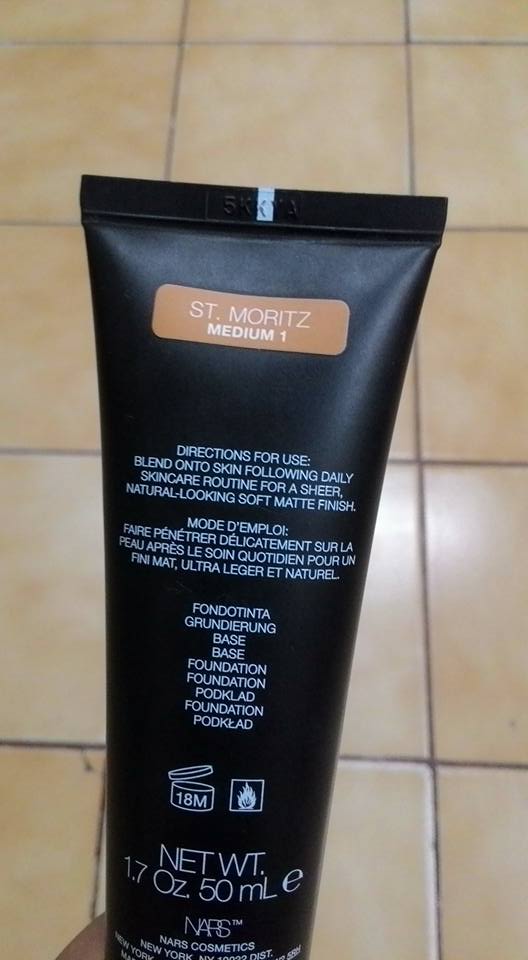 ST. MORITZ
MEDIUM 1
DIRECTIONS FOR USE:
BLEND ONTO SKIN FOLLOWING DAILY
SKINCARE ROUTINE FOR A SHEER,
NATURAL-LOOKING SOFT MATTE FINISH.
MODE D'EMPLOI:
FAIRE PÉNÉTRER DÉLICATEMENT SUR LA
PEAU APRÈS LE SOIN QUOTIDIEN POUR UN
FINI MAT, ULTRA LEGER ET NATUREL.
FONDOTINTA
GRUNDIERUNG
BASE
BASE
FOUNDATION
FOUNDATION
PODKLAD
FOUNDATION
PODKŁAD
18M
NET WT.
1.7 Oz. 50 mL e
NARS™
NARS COSMETICS
NEW YORK, NY 10022 DIST.